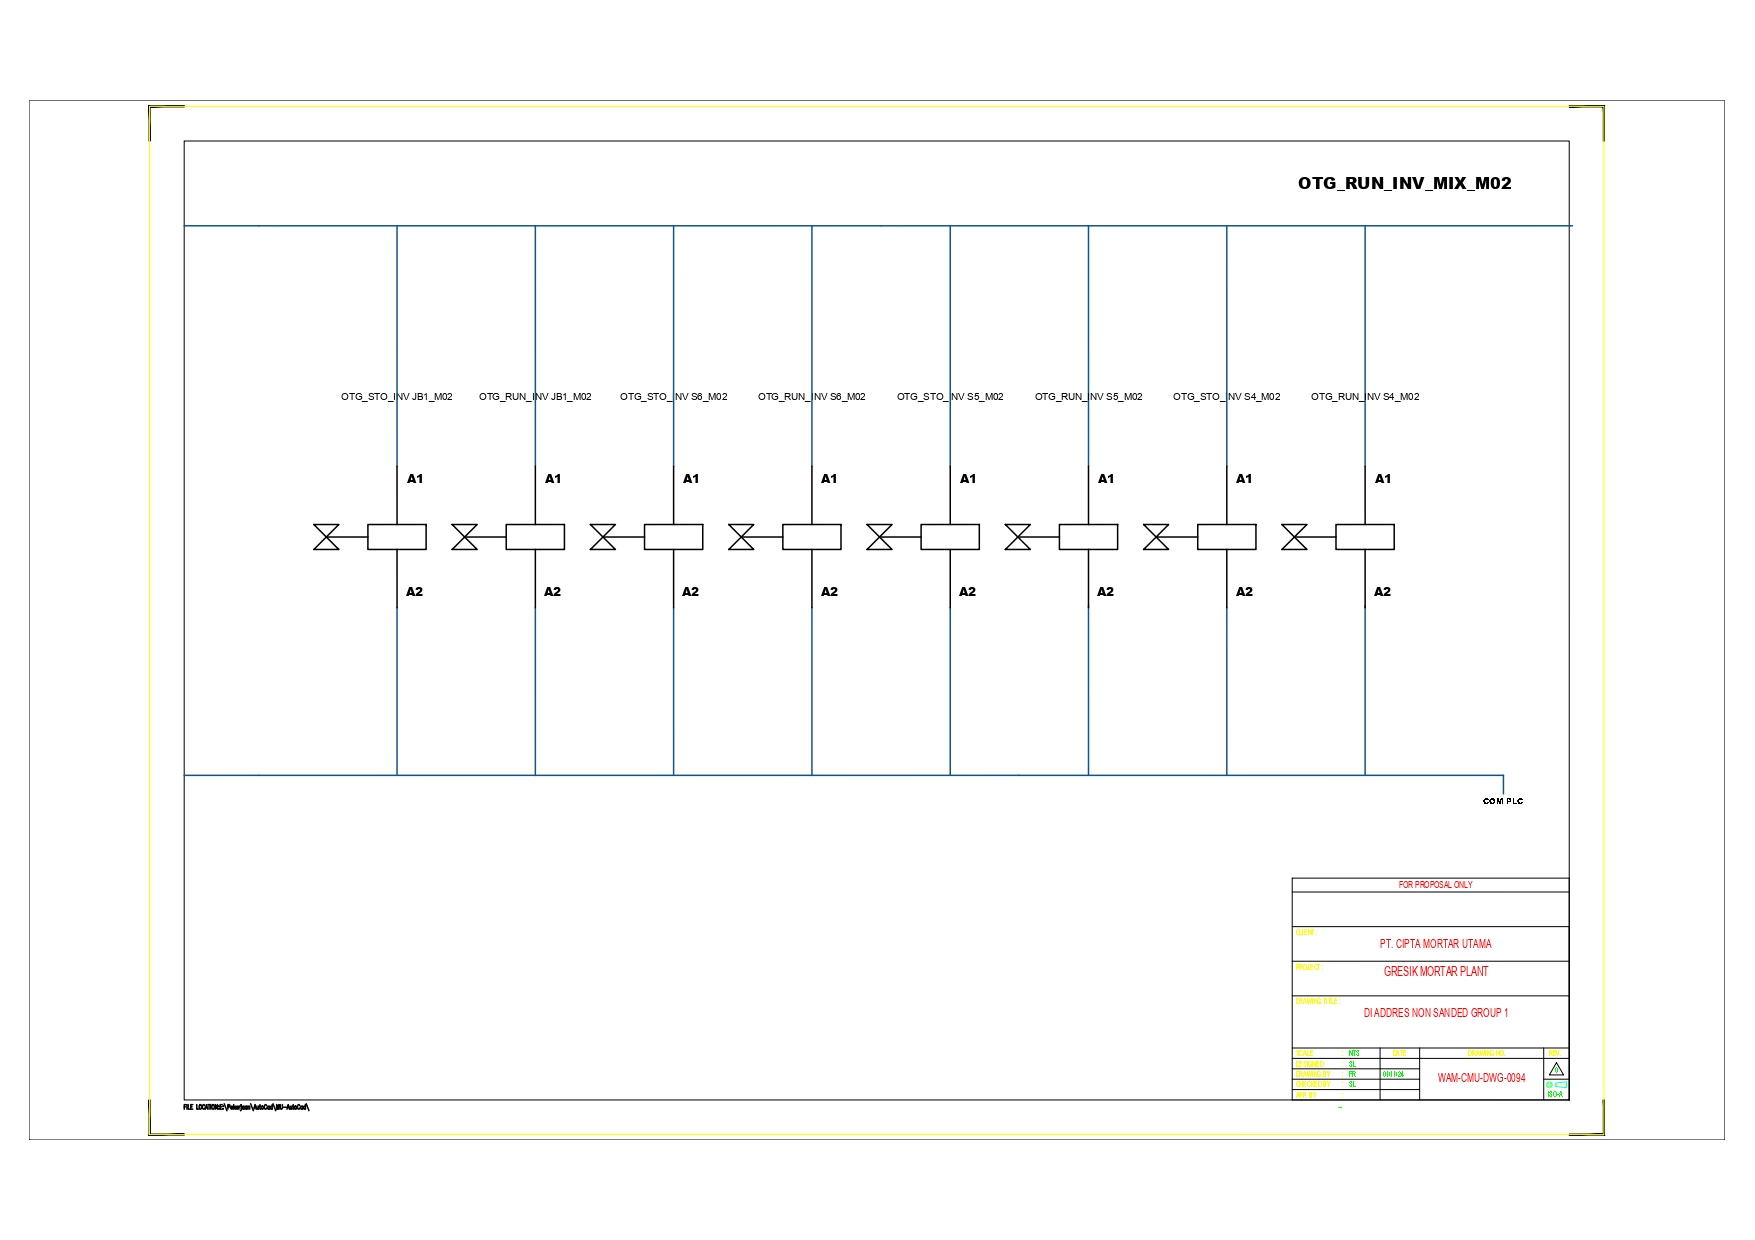 OTG_RUN_INV_MIX_M02
OTG_STO_INV JB1_M02 OTG_RUN_INV JB1_M02 OTG_STO_INV S6_M02 OTG_RUN_INV S6_M02 OTG_STO_INV S5_M02 OTG_RUN_INV S5_M02 OTG_STO_INV S4_M02 OTG_RUN_INV S4_M02
A1 A1 A1 A1 A1 A1 A1 A1
A2 A2 A2 A2 A2 A2 A2 A2
COM PLC
FOR PROPOSAL ONLY
CLIENT :
PT. CIPTA MORTAR UTAMA
PROJECT :
GRESIK MORTAR PLANT
DRAWING TITLE :
DI ADDRES NON SANDED GROUP 1
SCALE : NTS DATE DRAWING NO. REV.
DESIGNED : SL
DRAWING BY : FR WAM-CMU-DWG-0094
CHECKED BY : SL
APP. BY : ISO-A
FILE LOCATION:E:\Pekerjaan\AutoCad\MU-AutoCad\